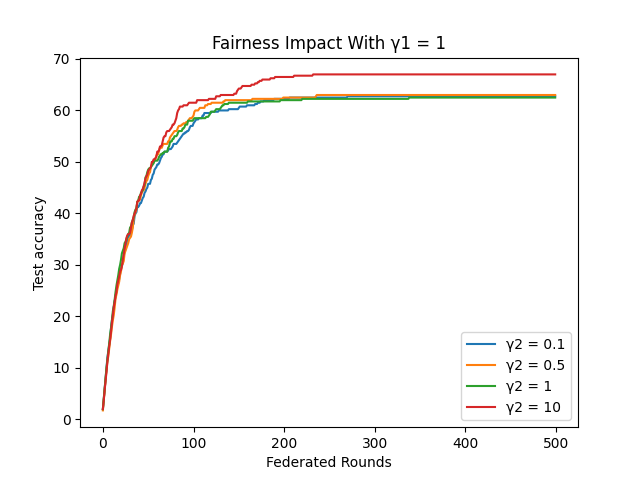 Fairness Impact With γ1 = 1
Test accuracy
70
60
50
40
30
20
10
0
0 100 200 300 400 500
Federated Rounds
γ2 = 0.1
γ2 = 0.5
γ2 = 1
γ2 = 10